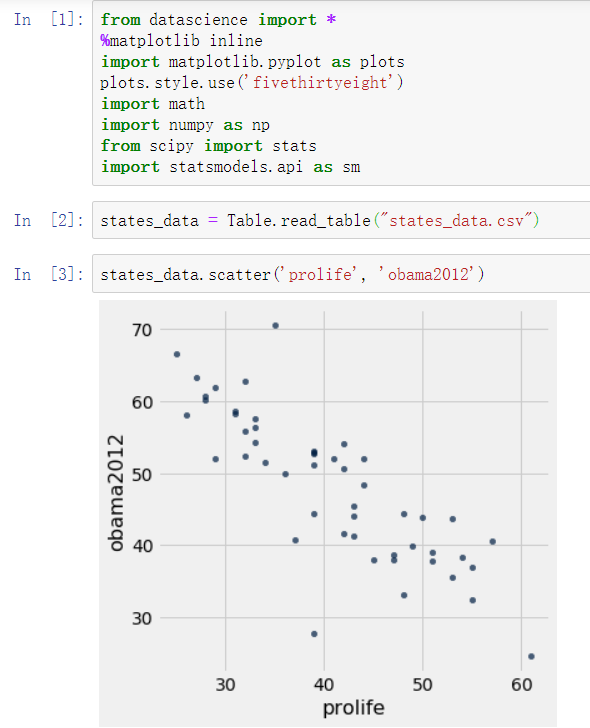 In [1]: from datascience import *
%matplotlib inline
import matplotlib.pyplot as plots
plots.style.use('fivethirtyeight')
import math
import numpy as np
from scipy import stats
import statsmodels.api as sm
In [2]: states_data = Table.read_table("states_data.csv")
In [3]: states_data.scatter('prolife', 'obama2012')
70
60
50
40
30
obama2012
30 40 50 60
prolife